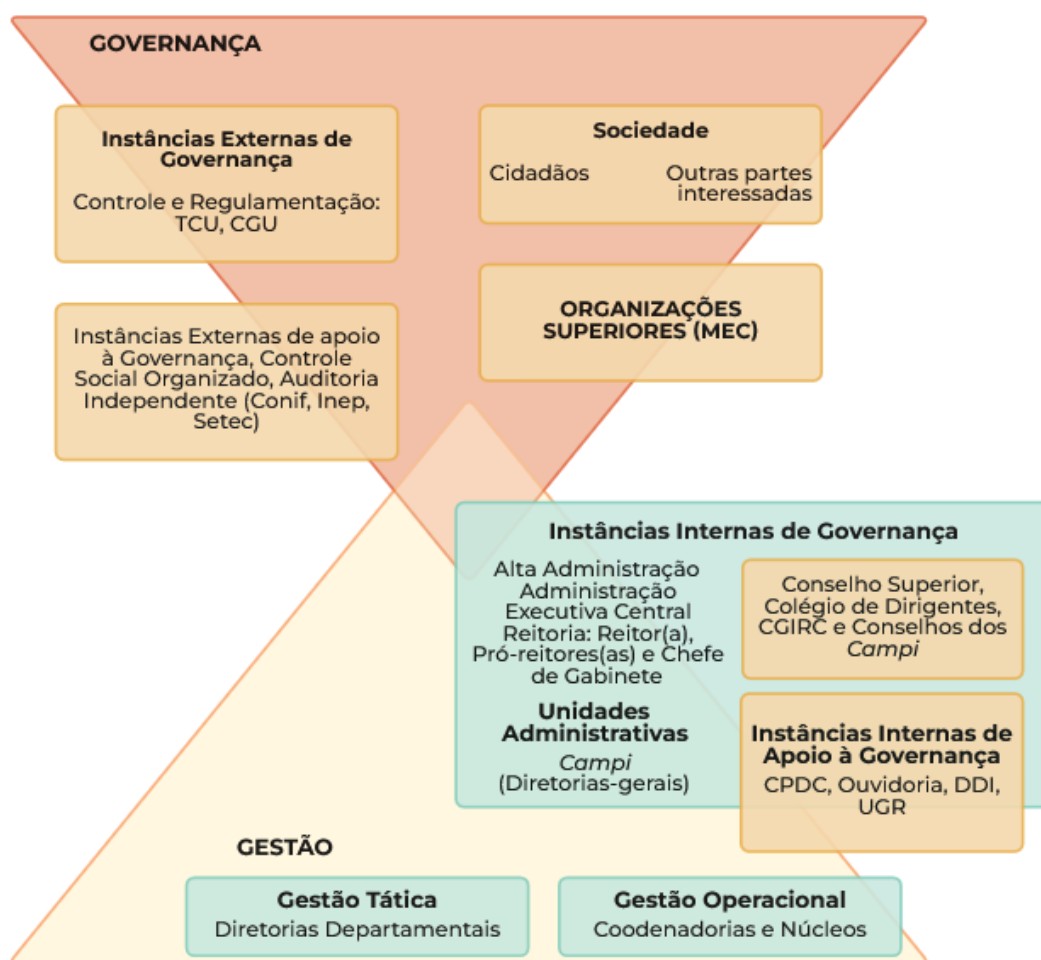 GOVERNANÇA
Instâncias Externas de
Governança
Controle e Regulamentação:
TCU, CGU
Sociedade
Cidadãos
Outras partes
interessadas
ORGANIZAÇÕES
SUPERIORES (MEC)
Instâncias Externas de apoio
à Governança, Controle
Social Organizado, Auditoria
Independente (Conif, Inep,
Setec)
Instâncias Internas de Governança
Alta Administração
Administração
Executiva Central
Reitoria: Reitor(a),
Pró-reitores(as) e Chefe
de Gabinete
Unidades
Administrativas
Campi
(Diretorias-gerais)
Conselho Superior,
Colégio de Dirigentes,
CGIRC e Conselhos dos
Campi
Instâncias Internas de
Apoio à Governança
CPDC, Ouvidoria, DDI,
UGR
GESTÃO
Gestão Tática
Diretorias Departamentais
Gestão Operacional
Coodenadorias e Núcleos